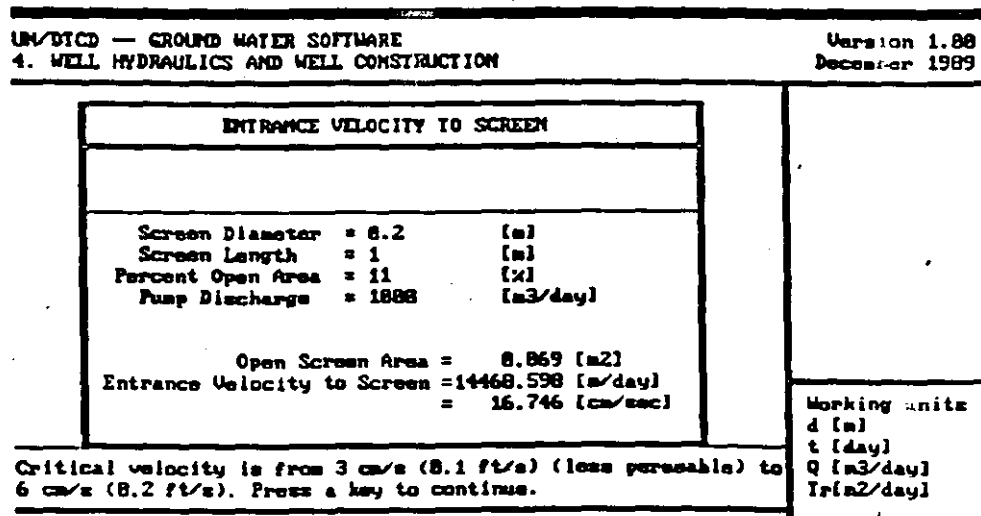 UN/DTCD — GROUND WATER SOFTWARE
Version 1.00
4. WELL HYDRAULICS AND WELL CONSTRUCTION
December 1989
ENTRANCE VELOCITY TO SCREEN
Screen Diameter = 0.2 [m]
Screen Length = 1 [m]
Percent Open Area = 11 [%]
Pump Discharge = 1000 [m3/day]
Open Screen Area = 0.069 [m2]
Entrance Velocity to Screen =14468.598 [m/day]
= 16.746 [cm/sec]
Critical velocity is from 3 cm/s (0.1 ft/s) (less permeable) to
6 cm/s (0.2 ft/s). Press a key to continue.
Working units
d [m]
t [day]
Q [m3/day]
Tr[m2/day]